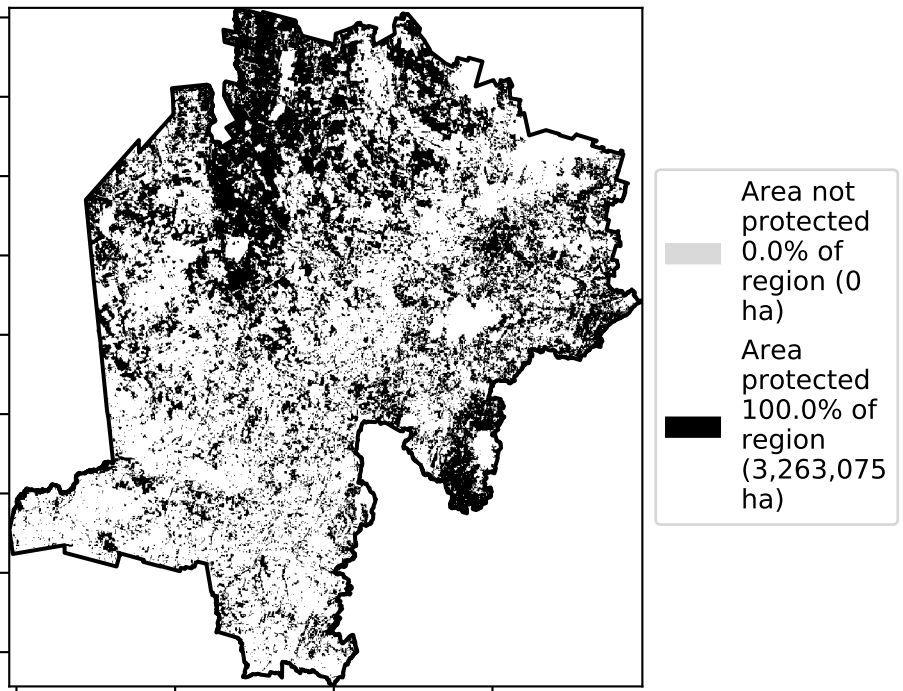 Area not
protected
0.0% of
region (0
ha)
Area
protected
100.0% of
region
(3,263,075
ha)